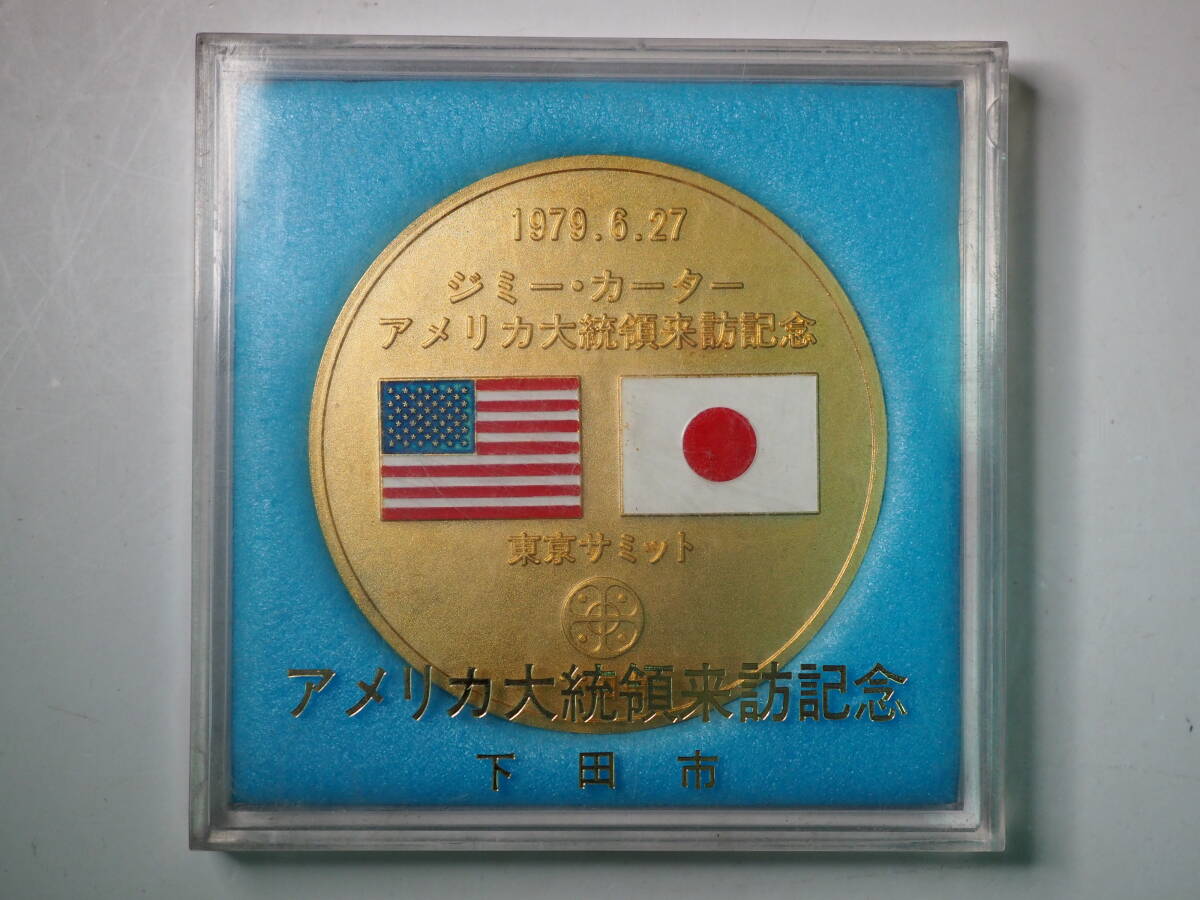 1979.6.27
ジミー・カーター
アメリカ大統領来訪記念
東京サミット
アメリカ大統領来訪記念
下田市